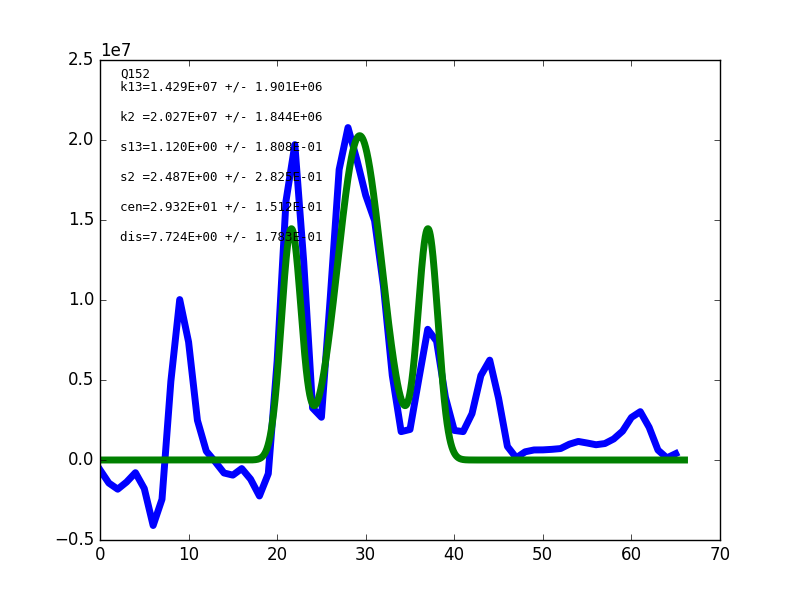 1e7
2.5
2.0
1.5
1.0
0.5
0.0
−0.5
Q152
k13=1.429E+07 +/- 1.901E+06
k2 =2.027E+07 +/- 1.844E+06
s13=1.120E+00 +/- 1.808E-01
s2 =2.487E+00 +/- 2.825E-01
cen=2.932E+01 +/- 1.512E-01
dis=7.724E+00 +/- 1.783E-01
0 10 20 30 40 50 60 70